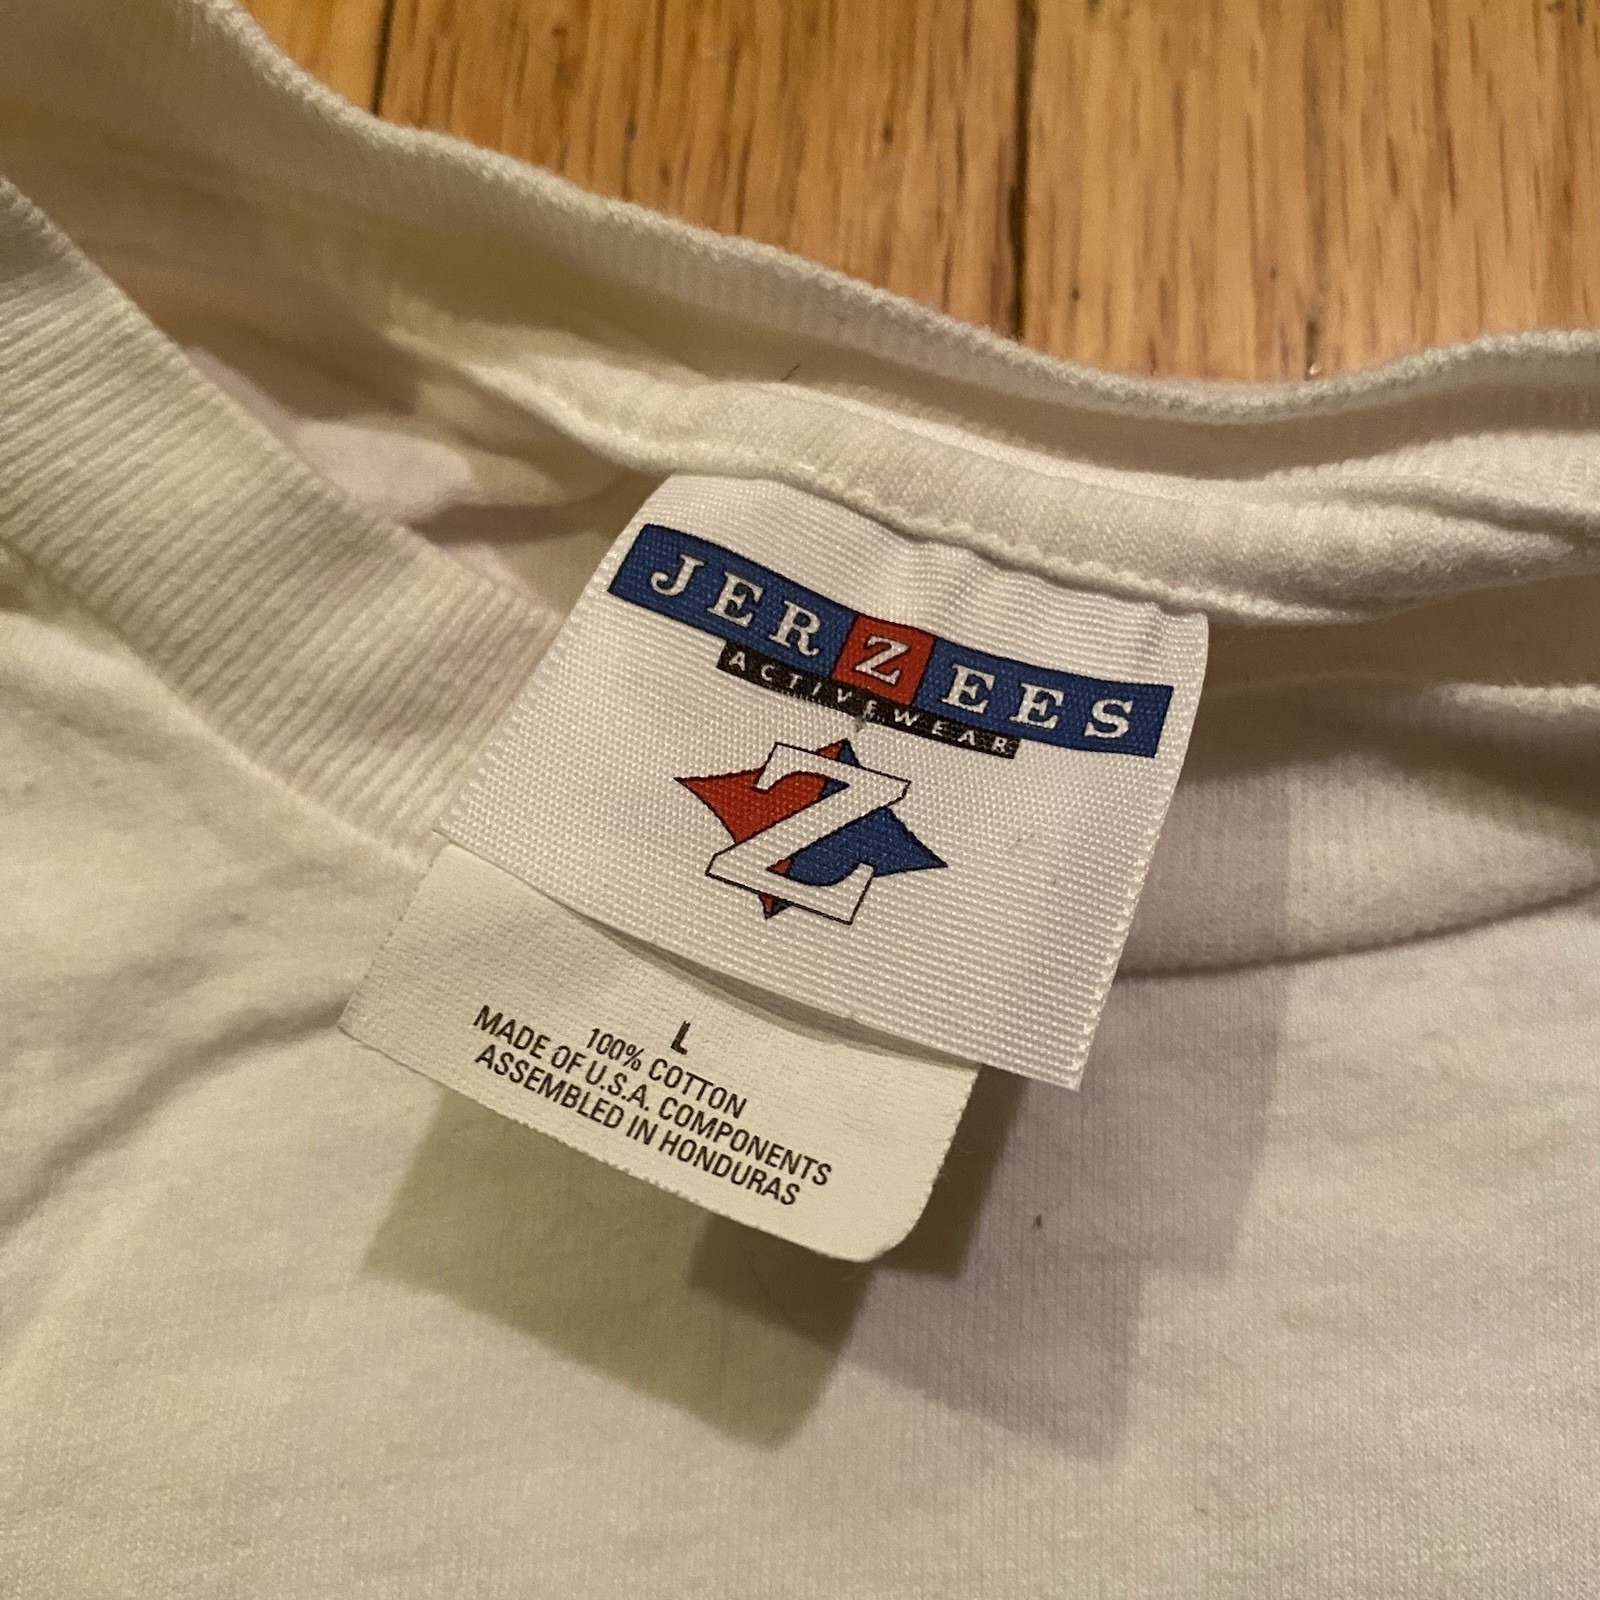 JERZEES
ACTIVEWEAR
Z
L
100% COTTON
MADE OF U.S.A. COMPONENTS
ASSEMBLED IN HONDURAS